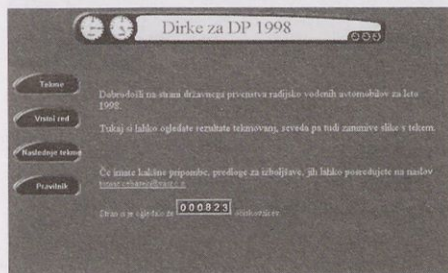 Dirke za DP 1998
Tekme
Vrstni red
Naslednje tekme
Pravilnik
Dobrodošli na strani državnega prvenstva radijsko vodenih avtomobilov za leto
1998.
Tukaj si lahko ogledate rezultata tekmovanj, seveda pa tudi zanimive slike s tekem.
Če imate kakšne pripombe, predloge za izboljšave, jih lahko posredujete na naslov
Stran si je ogledalo že 000823 obiskovalcev